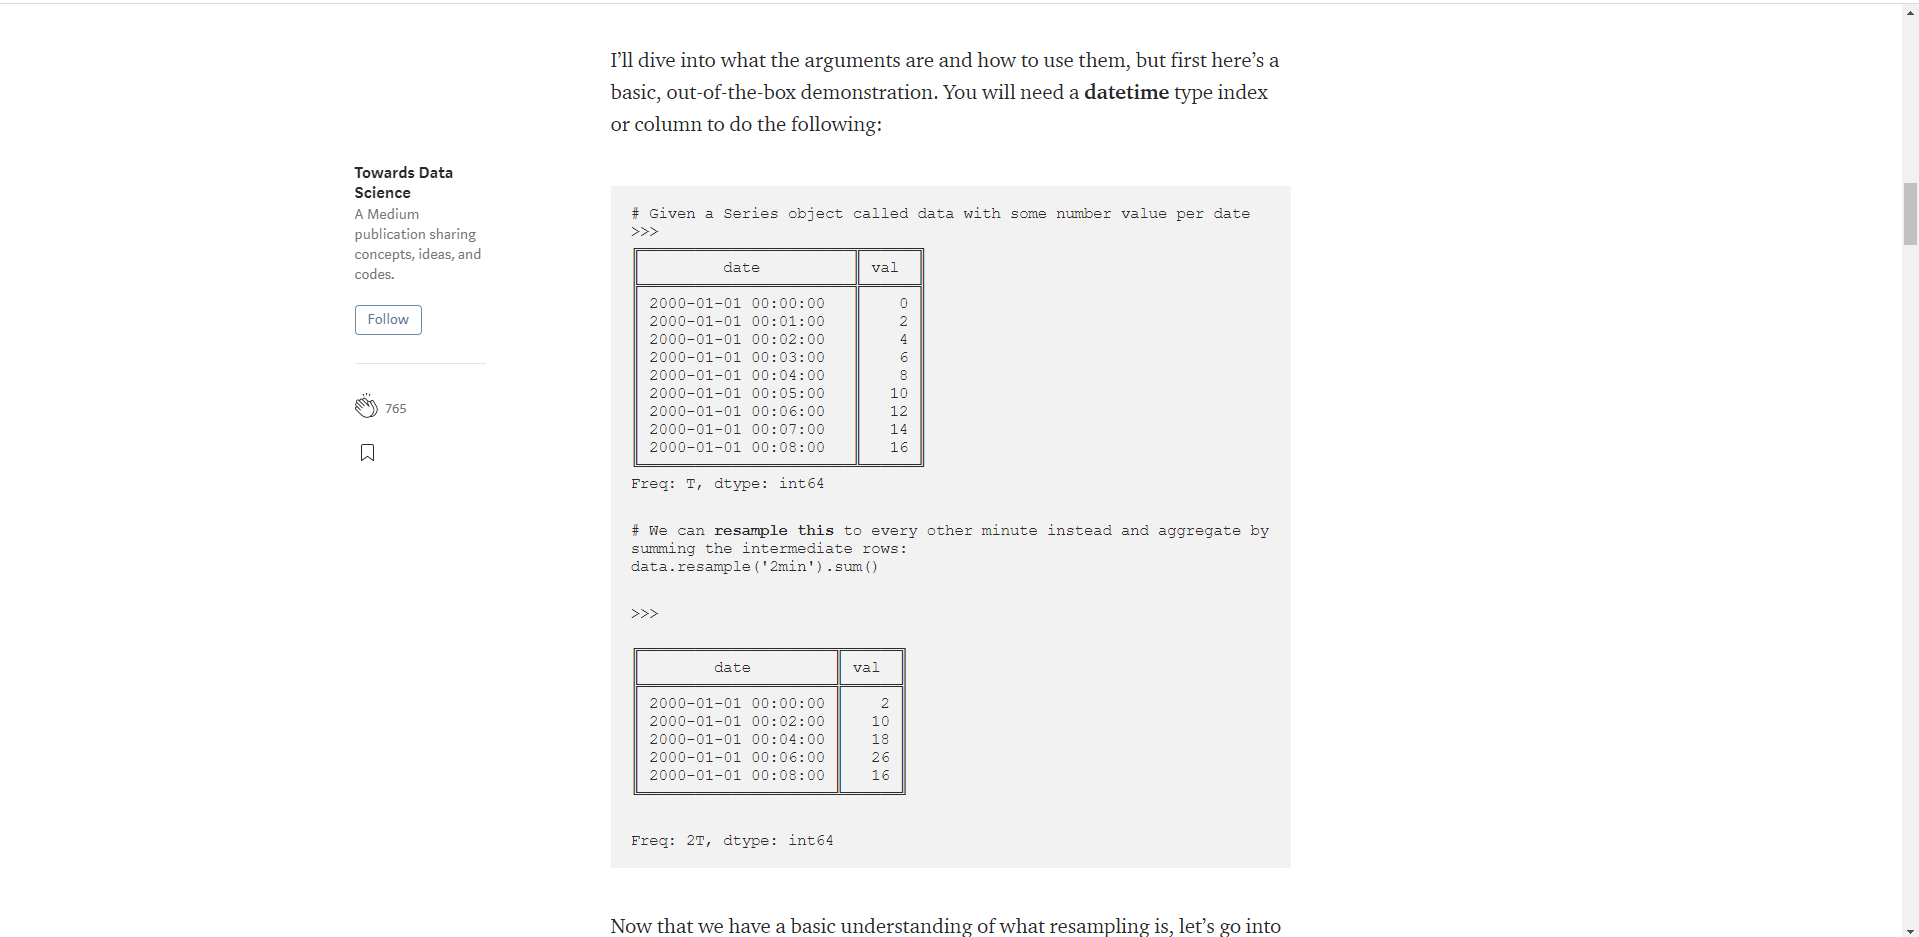 I’ll dive into what the arguments are and how to use them, but first here’s a
basic, out-of-the-box demonstration. You will need a datetime type index
or column to do the following:
Towards Data
Science
A Medium
publication sharing
concepts, ideas, and
codes.
Follow
765
# Given a Series object called data with some number value per date
>>>
date val
2000-01-01 00:00:00 0
2000-01-01 00:01:00 2
2000-01-01 00:02:00 4
2000-01-01 00:03:00 6
2000-01-01 00:04:00 8
2000-01-01 00:05:00 10
2000-01-01 00:06:00 12
2000-01-01 00:07:00 14
2000-01-01 00:08:00 16
Freq: T, dtype: int64
# We can resample this to every other minute instead and aggregate by
summing the intermediate rows:
data.resample('2min').sum()
>>>
date val
2000-01-01 00:00:00 2
2000-01-01 00:02:00 10
2000-01-01 00:04:00 18
2000-01-01 00:06:00 26
2000-01-01 00:08:00 16
Freq: 2T, dtype: int64
Now that we have a basic understanding of what resampling is, let’s go into